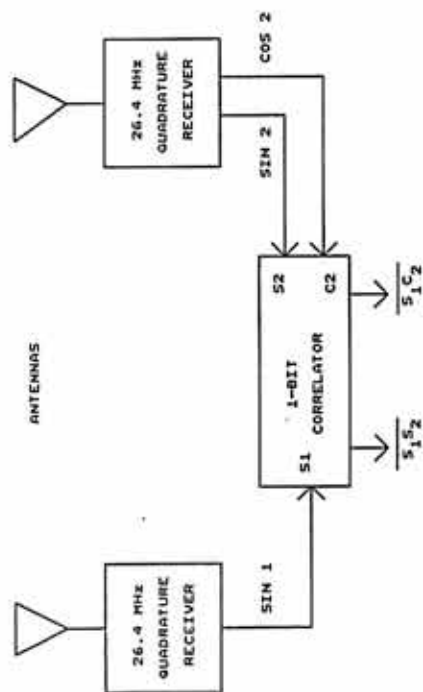 ANTENNAS
26.4 MHz
QUADRATURE
RECEIVER
26.4 MHz
QUADRATURE
RECEIVER
SIN 1
SIN 2
COS 2
S1
1-BIT
CORRELATOR
S2
C2
S₁S₂
S₁C₂